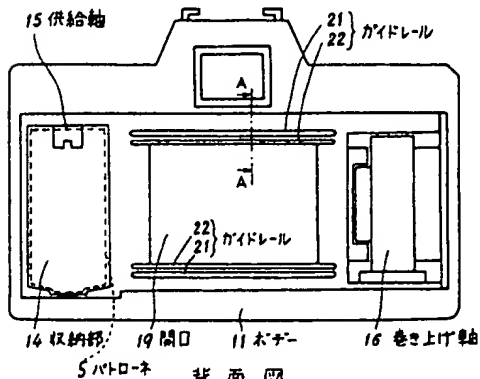 15 供給軸
21
22
ガイドレール
A
A
22
21
ガイドレール
14 収納部
19 開口
11 ボデー
16 巻き上げ軸
5 パトローネ
背面図